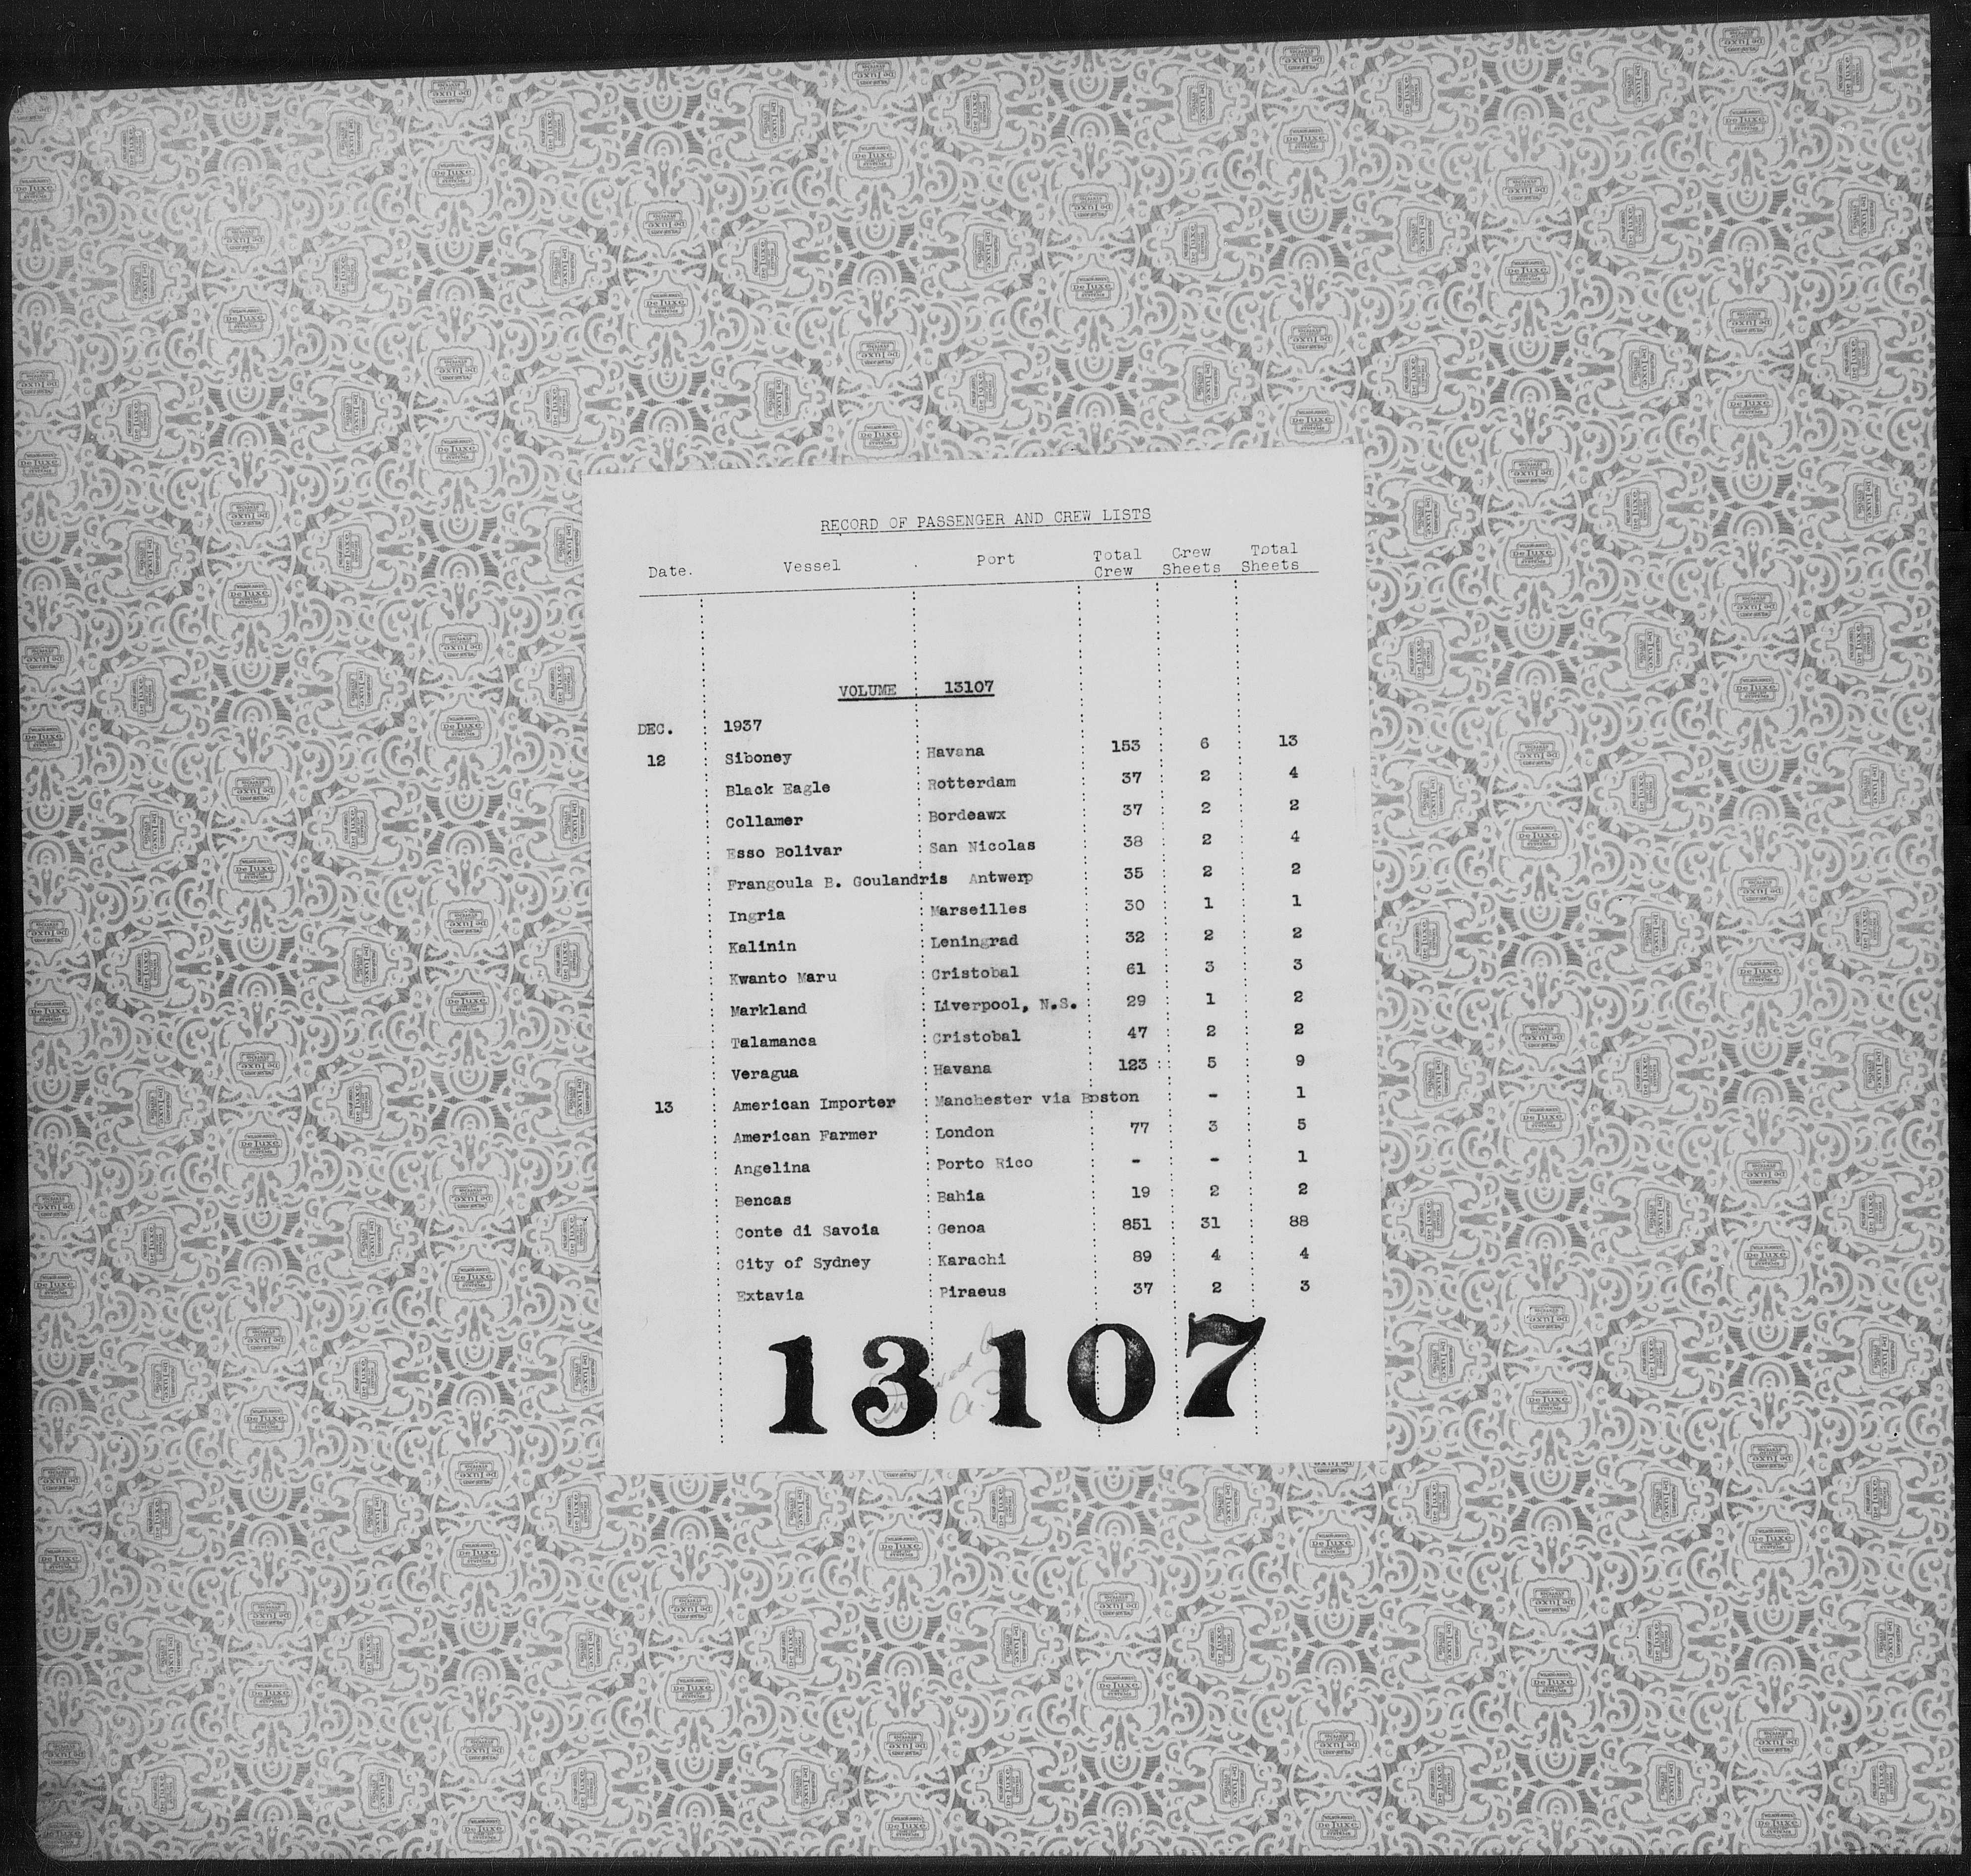 RECORD OF PASSENGER AND CREW LISTS
Date. Vessel Port Total Crew Crew Sheets Total Sheets
VOLUME 13107
DEC. 1937
12 Siboney Havana 153 6 13
Black Eagle Rotterdam 37 2 4
Collamer Bordeawx 37 2 2
Esso Bolivar San Nicolas 38 2 4
Frangoula B. Goulandris Antwerp 35 2 2
Ingria Marseilles 30 1 1
Kalinin Leningrad 32 2 2
Kwanto Maru Cristobal 61 3 3
Markland Liverpool, N.S. 29 1 2
Talamanca Cristobal 47 2 2
Veragua Havana 123 5 9
13 American Importer Manchester via Boston - 1
American Farmer London 77 3 5
Angelina Porto Rico - - 1
Bencas Bahia 19 2 2
Conte di Savoia Genoa 851 31 88
City of Sydney Karachi 89 4 4
Extavia Piraeus 37 2 3
13107